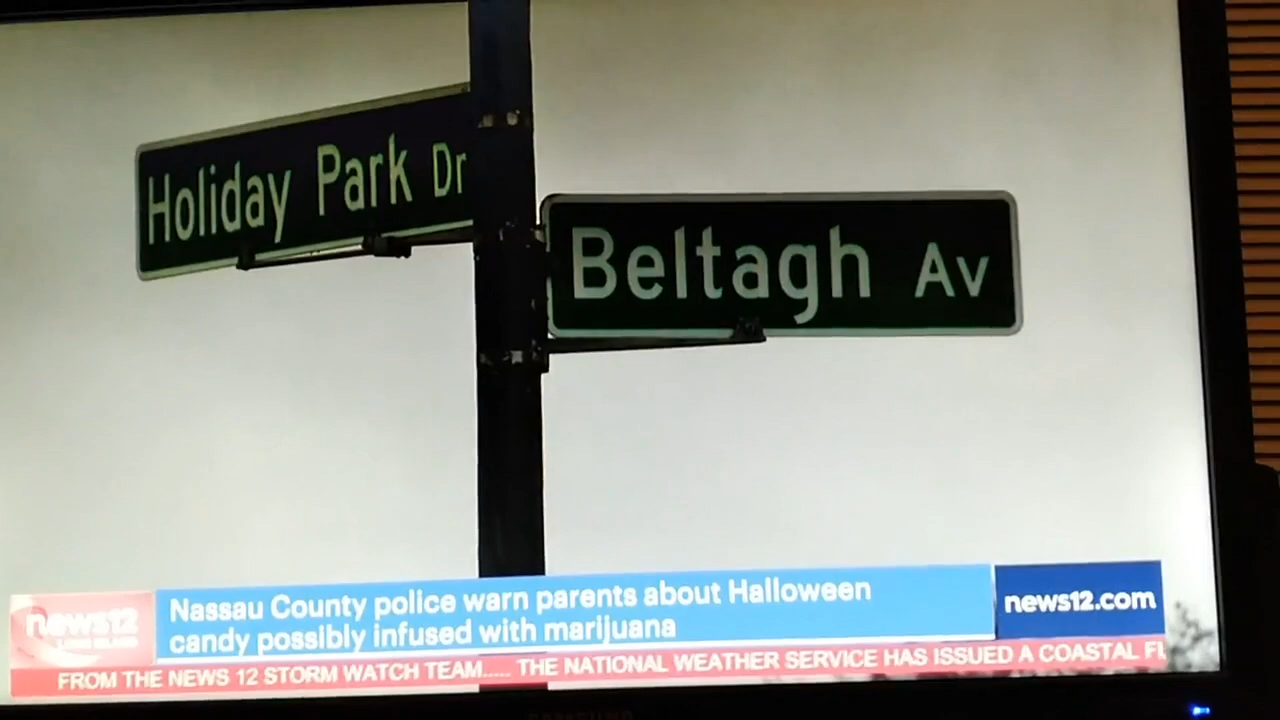 Holiday Park Dr
Beltagh Av
news12
Nassau County police warn parents about Halloween
candy possibly infused with marijuana
news12.com
FROM THE NEWS 12 STORM WATCH TEAM..... THE NATIONAL WEATHER SERVICE HAS ISSUED A COASTAL